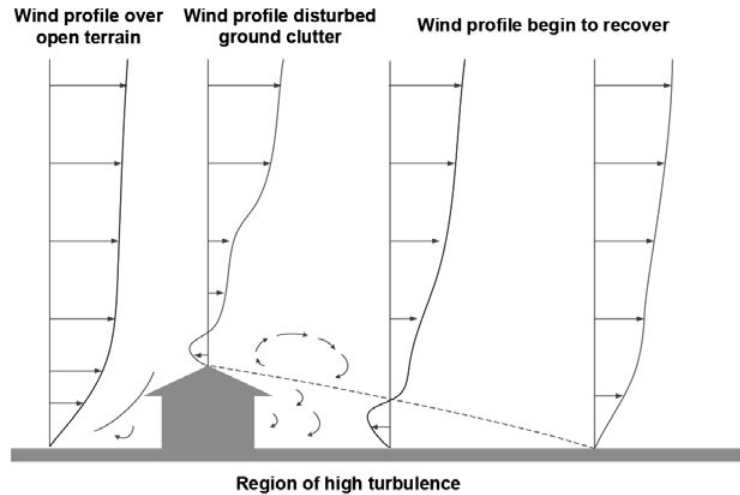 Wind profile over
open terrain
Wind profile disturbed
ground clutter
Wind profile begin to recover
Region of high turbulence